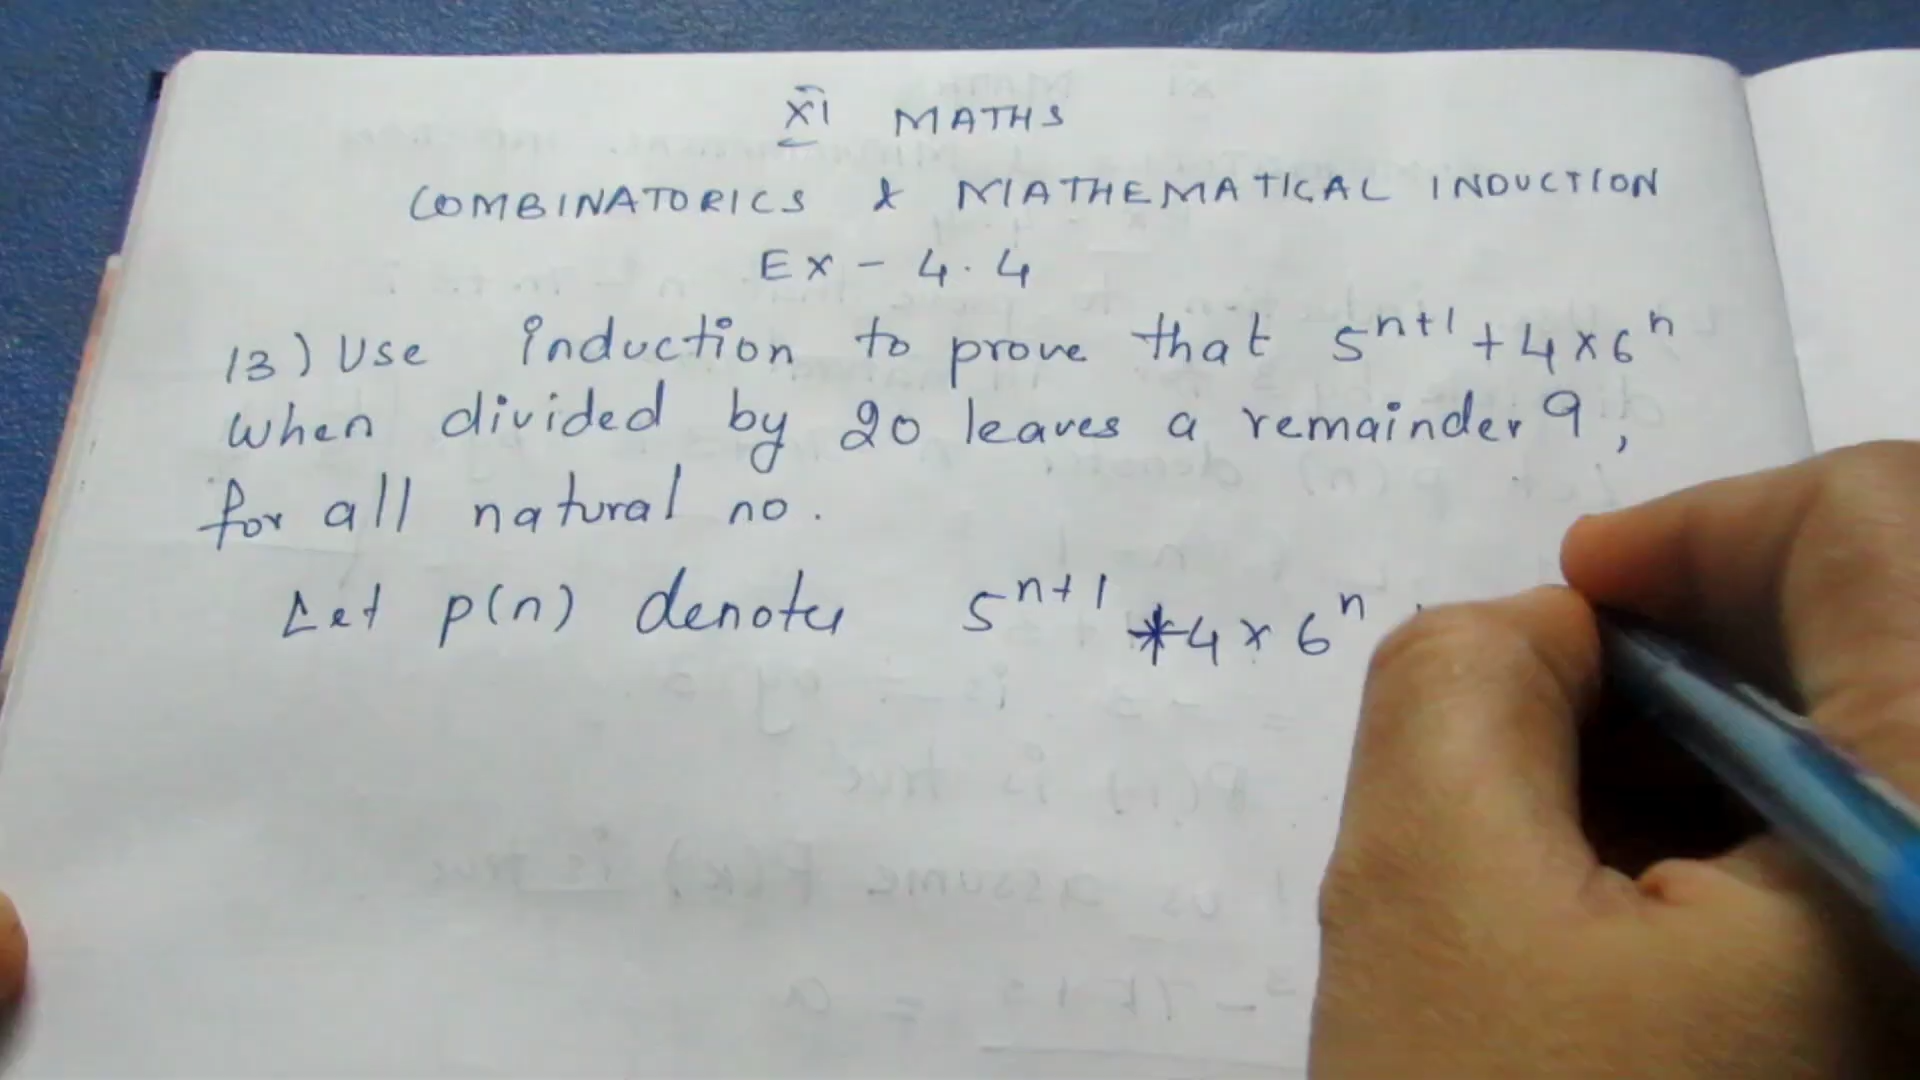 XI MATHS
COMBINATORICS & MATHEMATICAL INDUCTION
Ex - 4.4
13) Use induction to prove that 5^{n+1} + 4 × 6^n
when divided by 20 leaves a remainder 9,
for all natural no.
Let p(n) denotes 5^{n+1} + 4 × 6^n